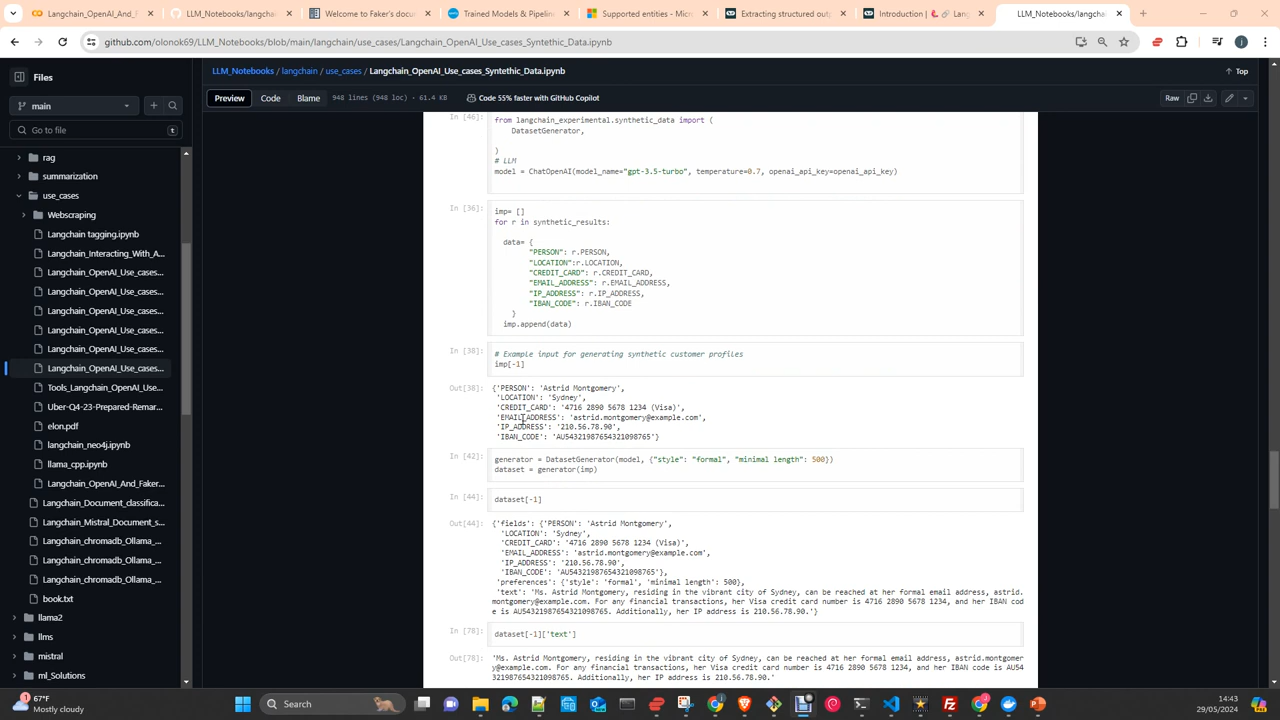 Langchain_OpenAI_And_F
LLM_Notebooks/langchai
Welcome to Faker's docum
Trained Models & Pipelin
Supported entities - Micr
Extracting structured outp
Introduction | Lang
LLM_Notebooks/langcha
github.com/olonok69/LLM_Notebooks/blob/main/langchain/use_cases/Langchain_OpenAI_Use_cases_Syntethic_Data.ipynb
Files
LLM_Notebooks / langchain / use_cases / Langchain_OpenAI_Use_cases_Syntethic_Data.ipynb
Top
main
Preview
Code
Blame
948 lines (948 loc) · 61.4 KB
Code 55% faster with GitHub Copilot
Raw
Go to file
t
rag
summarization
use_cases
Webscraping
Langchain tagging.ipynb
Langchain_Interacting_With_A...
Langchain_OpenAI_Use_cases...
Langchain_OpenAI_Use_cases...
Langchain_OpenAI_Use_cases...
Langchain_OpenAI_Use_cases...
Langchain_OpenAI_Use_cases...
Langchain_OpenAI_Use_cases...
Tools_Langchain_OpenAI_Use...
Uber-Q4-23-Prepared-Remar...
elon.pdf
langchain_neo4j.ipynb
llama_cpp.ipynb
Langchain_OpenAI_And_Faker...
Langchain_Document_classifica...
Langchain_Mistral_Document_s...
Langchain_chromadb_Ollama_...
Langchain_chromadb_Ollama_...
Langchain_chromadb_Ollama_...
book.txt
llama2
llms
mistral
ml_Solutions
In [46]:
from langchain_experimental.synthetic_data import (
DatasetGenerator,
)
# LLM
model = ChatOpenAI(model_name="gpt-3.5-turbo", temperature=0.7, openai_api_key=openai_api_key)
In [36]:
imp= []
for r in synthetic_results:
data= {
"PERSON": r.PERSON,
"LOCATION":r.LOCATION,
"CREDIT_CARD": r.CREDIT_CARD,
"EMAIL_ADDRESS": r.EMAIL_ADDRESS,
"IP_ADDRESS": r.IP_ADDRESS,
"IBAN_CODE": r.IBAN_CODE
}
imp.append(data)
In [38]:
# Example input for generating synthetic customer profiles
imp[-1]
Out[38]:
{'PERSON': 'Astrid Montgomery',
'LOCATION': 'Sydney',
'CREDIT_CARD': '4716 2890 5678 1234 (Visa)',
'EMAIL_ADDRESS': 'astrid.montgomery@example.com',
'IP_ADDRESS': '210.56.78.90',
'IBAN_CODE': 'AU54321987654321098765'}
In [42]:
generator = DatasetGenerator(model, {"style": "formal", "minimal length": 500})
dataset = generator(imp)
In [44]:
dataset[-1]
Out[44]:
{'fields': {'PERSON': 'Astrid Montgomery',
'LOCATION': 'Sydney',
'CREDIT_CARD': '4716 2890 5678 1234 (Visa)',
'EMAIL_ADDRESS': 'astrid.montgomery@example.com',
'IP_ADDRESS': '210.56.78.90',
'IBAN_CODE': 'AU54321987654321098765'},
'preferences': {'style': 'formal', 'minimal length': 500},
'text': 'Ms. Astrid Montgomery, residing in the vibrant city of Sydney, can be reached at her formal email address, astrid.
montgomery@example.com. For any financial transactions, her Visa credit card number is 4716 2890 5678 1234, and her IBAN cod
e is AU54321987654321098765. Additionally, her IP address is 210.56.78.90.'}
In [78]:
dataset[-1]['text']
Out[78]:
'Ms. Astrid Montgomery, residing in the vibrant city of Sydney, can be reached at her formal email address, astrid.montgomer
y@example.com. For any financial transactions, her Visa credit card number is 4716 2890 5678 1234, and her IBAN code is AU54
321987654321098765. Additionally, her IP address is 210.56.78.90.'
67°F
Mostly cloudy
Search
14:43
29/05/2024